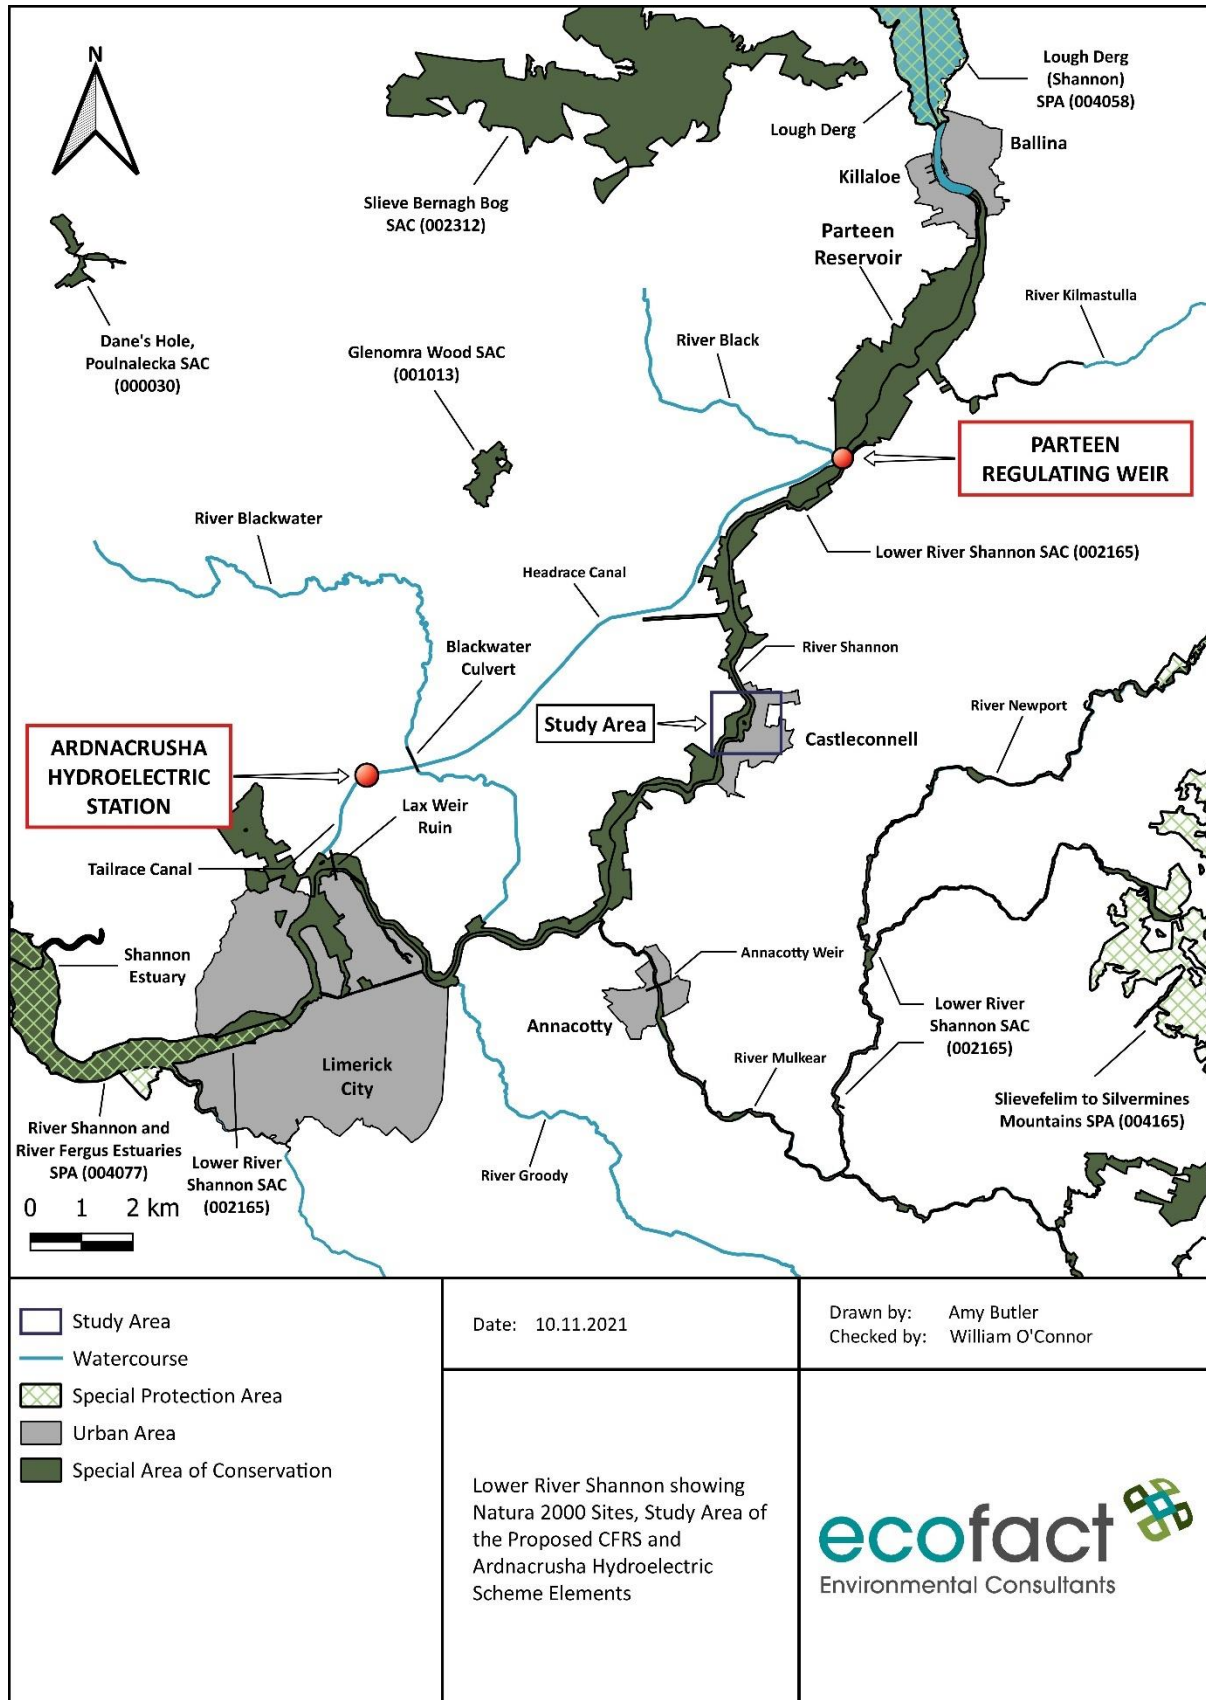 N
Lough Derg
(Shannon)
SPA (004058)
Lough Derg
Ballina
Killaloe
Slieve Bernagh Bog
SAC (002312)
Parteen
Reservoir
River Kilmastulla
Dane's Hole,
Poulnalecka SAC
(000030)
Glenomra Wood SAC
(001013)
River Black
PARTEEN
REGULATING WEIR
River Blackwater
Lower River Shannon SAC (002165)
Headrace Canal
Blackwater
Culvert
River Shannon
Study Area
River Newport
Castleconnell
ARDNACRUSHA
HYDROELECTRIC
STATION
Lax Weir
Ruin
Tailrace Canal
Shannon
Estuary
Annacotty Weir
Annacotty
Lower River
Shannon SAC
(002165)
River Mulkear
Limerick
City
Slievefelim to Silvermines
Mountains SPA (004165)
River Shannon and
River Fergus Estuaries
SPA (004077)
Lower River
Shannon SAC
(002165)
River Groody
0 1 2 km
Study Area
Watercourse
Special Protection Area
Urban Area
Special Area of Conservation
Date: 10.11.2021
Drawn by: Amy Butler
Checked by: William O'Connor
Lower River Shannon showing
Natura 2000 Sites, Study Area of
the Proposed CFRS and
Ardnacrusha Hydroelectric
Scheme Elements
ecofact
Environmental Consultants